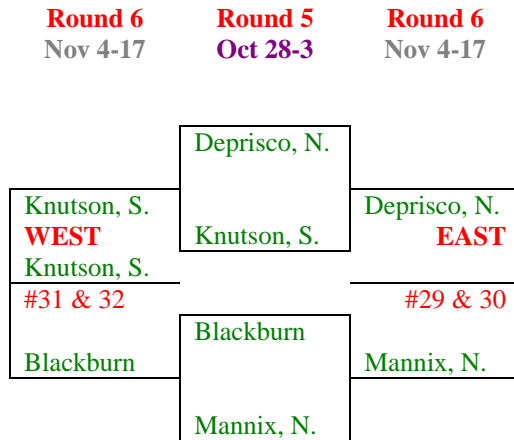 Round 6 Round 5 Round 6
Nov 4-17 Oct 28-3 Nov 4-17
Deprisco, N.
Knutson, S. Deprisco, N.
WEST Knutson, S. EAST
Knutson, S.
#31 & 32 #29 & 30
Blackburn
Blackburn Mannix, N.
Mannix, N.